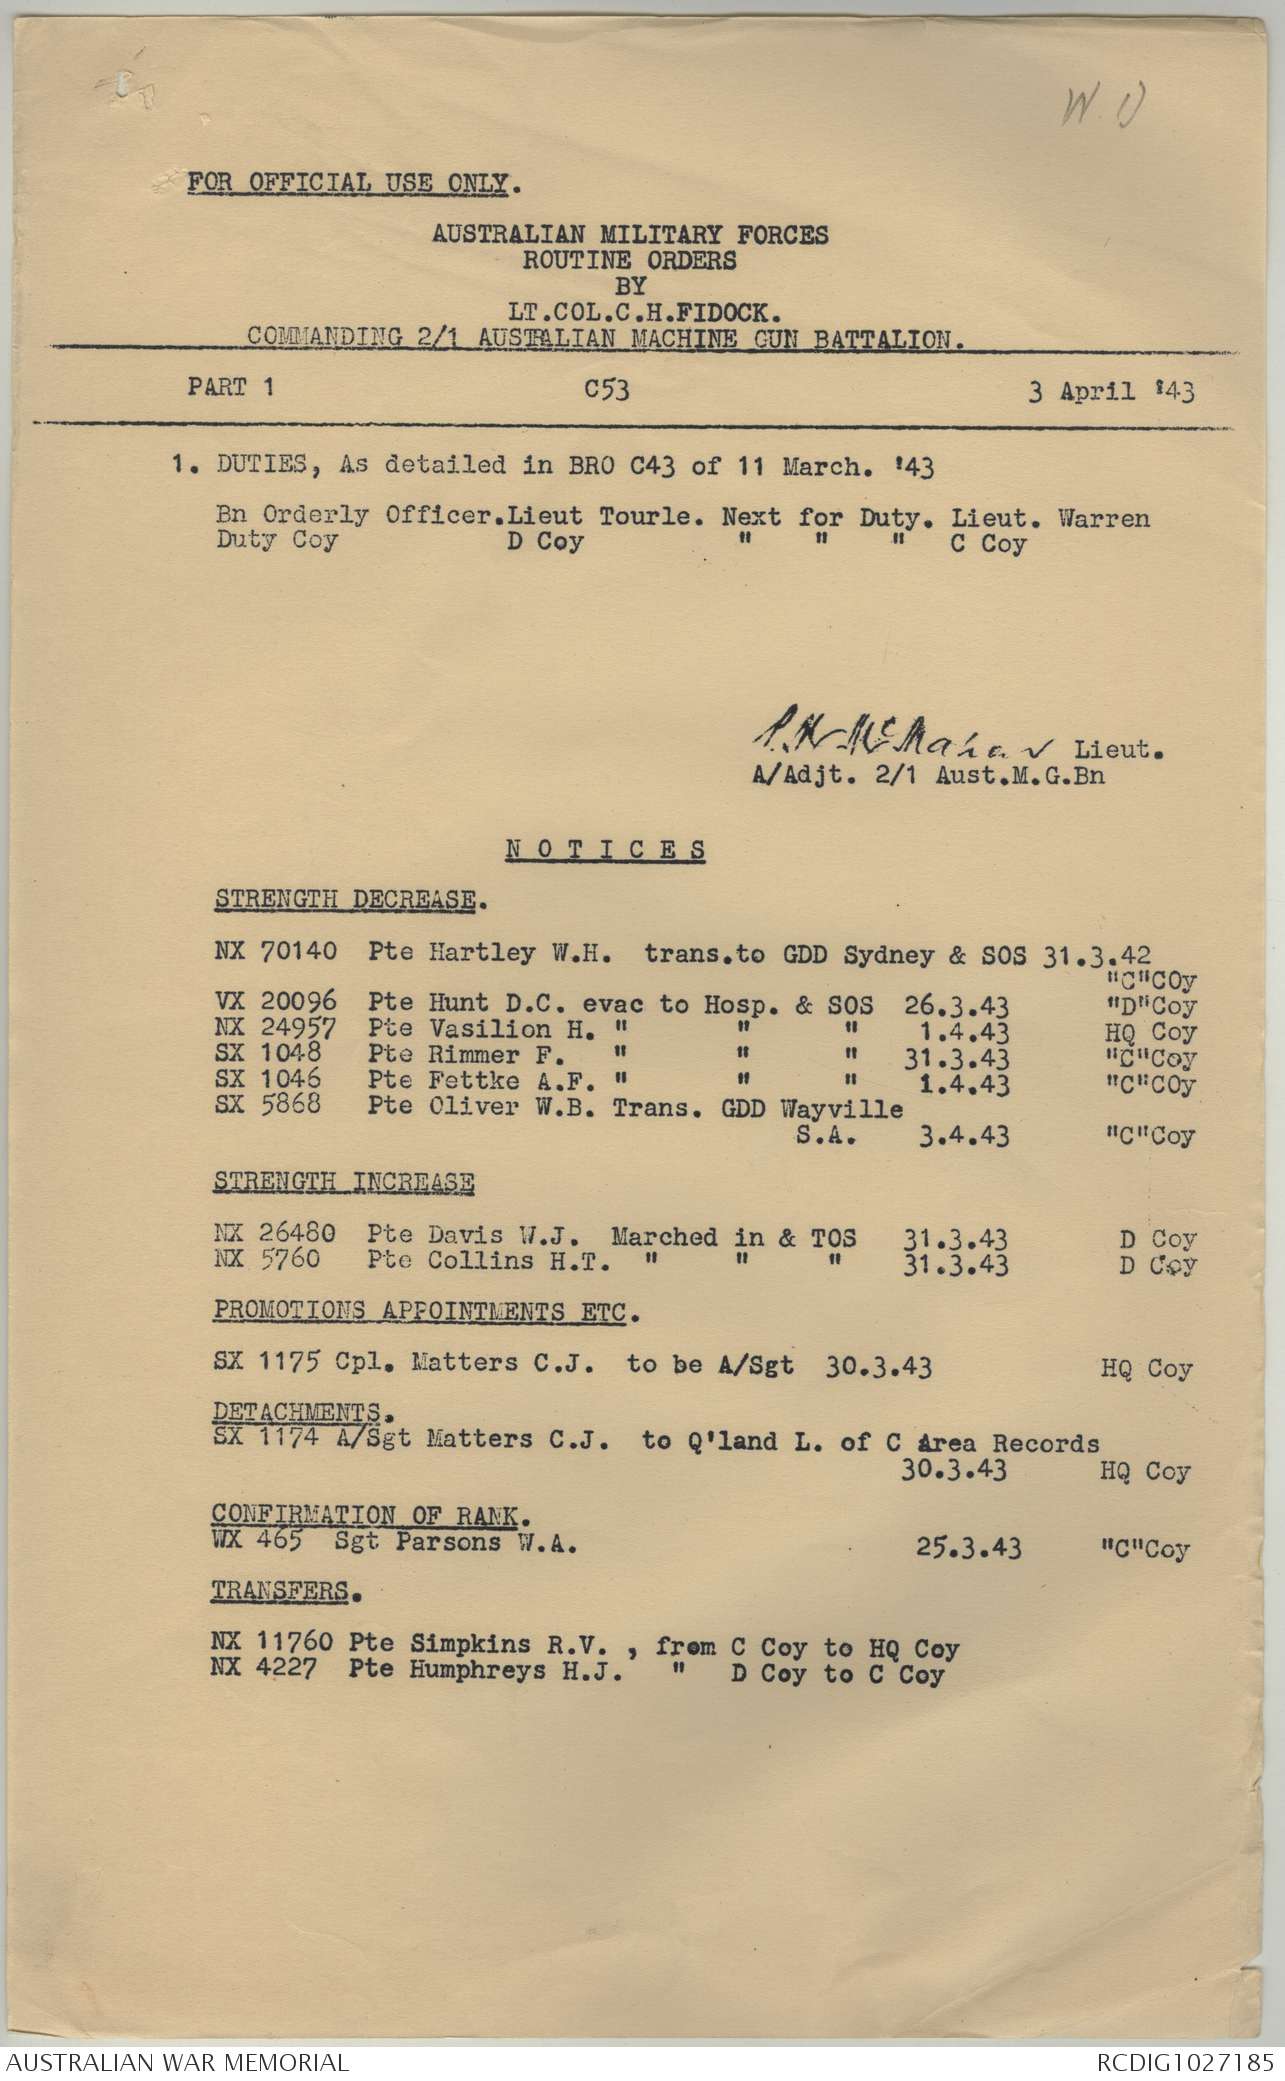 W.D
FOR OFFICIAL USE ONLY.
AUSTRALIAN MILITARY FORCES
ROUTINE ORDERS
BY
LT.COL.C.H.FIDOCK.
COMMANDING 2/1 AUSTRALIAN MACHINE GUN BATTALION.
PART 1 C53 3 April '43
1. DUTIES, As detailed in BRO C43 of 11 March. '43
Bn Orderly Officer.Lieut Tourle. Next for Duty. Lieut. Warren
Duty Coy D Coy " " " C Coy
Lieut.
A/Adjt. 2/1 Aust.M.G.Bn
N O T I C E S
STRENGTH DECREASE.
NX 70140 Pte Hartley W.H. trans.to GDD Sydney & SOS 31.3.42
"C"COy
VX 20096 Pte Hunt D.C. evac to Hosp. & SOS 26.3.43 "D"Coy
NX 24957 Pte Vasilion H. " " " 1.4.43 HQ Coy
SX 1048 Pte Rimmer F. " " " 31.3.43 "C"Coy
SX 1046 Pte Fettke A.F. " " " 1.4.43 "C"COy
SX 5868 Pte Oliver W.B. Trans. GDD Wayville
S.A. 3.4.43 "C"Coy
STRENGTH INCREASE
NX 26480 Pte Davis W.J. Marched in & TOS 31.3.43 D Coy
NX 5760 Pte Collins H.T. " " " 31.3.43 D Coy
PROMOTIONS APPOINTMENTS ETC.
SX 1175 Cpl. Matters C.J. to be A/Sgt 30.3.43 HQ Coy
DETACHMENTS.
SX 1174 A/Sgt Matters C.J. to Q'land L. of C Area Records
30.3.43 HQ Coy
CONFIRMATION OF RANK.
WX 465 Sgt Parsons W.A. 25.3.43 "C"Coy
TRANSFERS.
NX 11760 Pte Simpkins R.V. , from C Coy to HQ Coy
NX 4227 Pte Humphreys H.J. " D Coy to C Coy
AUSTRALIAN WAR MEMORIAL RCDIG1027185